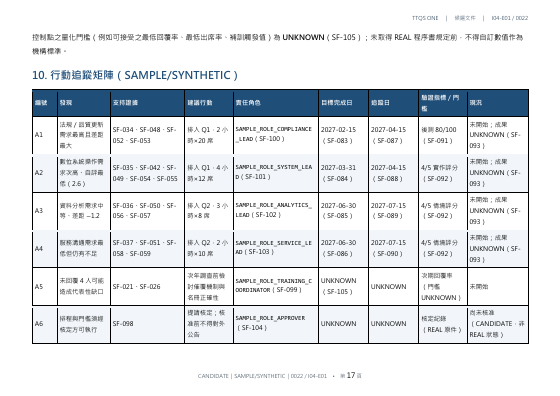 TTQS ONE | 候選文件 | I04-E01 / 0022
控制點之量化門檻（例如可接受之最低回覆率、最低出席率、補訓觸發值）為 UNKNOWN（SF-105）；未取得 REAL 程序書規定前，不得自訂數值作為
機構標準。
10. 行動追蹤矩陣（SAMPLE/SYNTHETIC）
編號 發現 支持證據 建議行動 責任角色 目標完成日 追蹤日 驗證指標 / 門檻 現況
A1 法規 / 品質更新需求最高且差距最大 SF-034・SF-048・SF-052・SF-053 排入 Q1・2 小時×20 席 SAMPLE_ROLE_COMPLIANCE_LEAD（SF-100） 2027-02-15（SF-083） 2027-04-15（SF-087） 後測 80/100（SF-091） 未開始；成果 UNKNOWN（SF-093）
A2 數位系統操作需求次高、自評最低（2.6） SF-035・SF-042・SF-049・SF-054・SF-055 排入 Q1・4 小時×12 席 SAMPLE_ROLE_SYSTEM_LEAD（SF-101） 2027-03-31（SF-084） 2027-05-15（SF-088） 4/5 實作評分（SF-092） 未開始；成果 UNKNOWN（SF-093）
A3 資料分析需求中等、差距 −1.2 SF-036・SF-050・SF-056・SF-057 排入 Q2・3 小時×8 席 SAMPLE_ROLE_ANALYTICS_LEAD（SF-102） 2027-06-30（SF-085） 2027-07-15（SF-089） 4/5 情境評分（SF-092） 未開始；成果 UNKNOWN（SF-093）
A4 服務溝通需求最低但仍有不足 SF-037・SF-051・SF-058・SF-059 排入 Q2・2 小時×10 席 SAMPLE_ROLE_SERVICE_LEAD（SF-103） 2027-06-30（SF-086） 2027-07-15（SF-090） 4/5 情境評分（SF-092） 未開始；成果 UNKNOWN（SF-093）
A5 未回覆 4 人可能造成代表性缺口 SF-021・SF-026 次年調查前檢討催覆機制與名冊正確性 SAMPLE_ROLE_TRAINING_COORDINATOR（SF-099） UNKNOWN（SF-105） UNKNOWN 次期回覆率（門檻 UNKNOWN） 未開始
A6 排程與門檻須經核定方可執行 SF-098 提請核定；核准前不得對外公告 SAMPLE_ROLE_APPROVER（SF-104） UNKNOWN UNKNOWN 核定記錄（REAL 原件） 尚未核准（CANDIDATE，非 REAL 狀態）
CANDIDATE | SAMPLE/SYNTHETIC | 0022 / I04-E01 • 第 17 頁